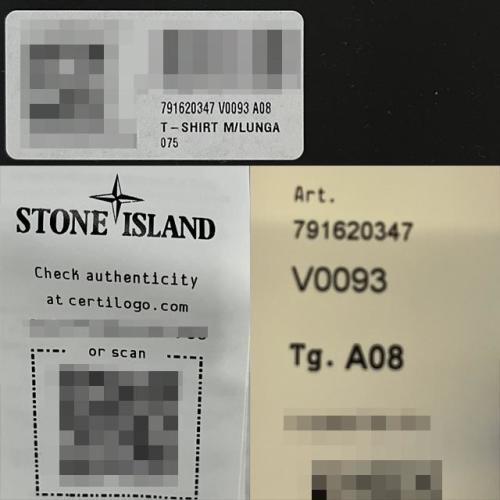 791620347 V0093 A08
T-SHIRT M/LUNGA
075
STONE ISLAND
Check authenticity
at certilogo.com
or scan
Art.
791620347
V0093
Tg. A08